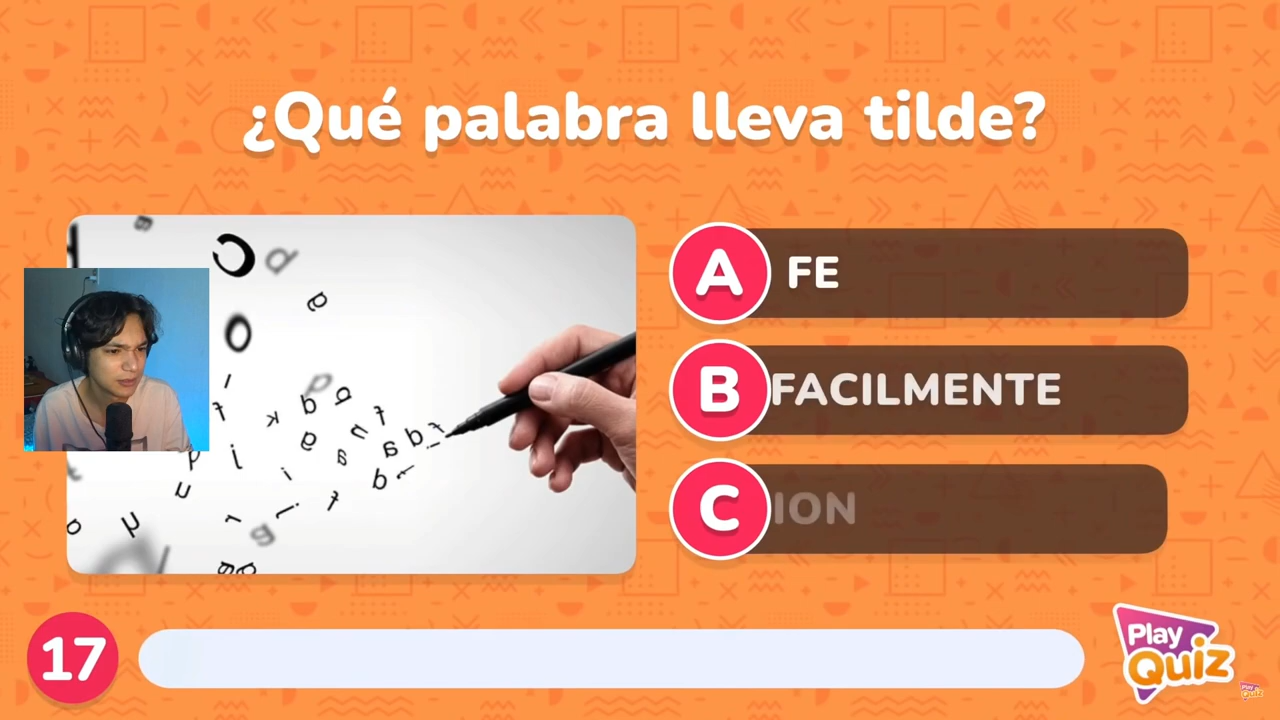 ¿Qué palabra lleva tilde?
A FE
B FACILMENTE
C ION
17
Play
Quiz